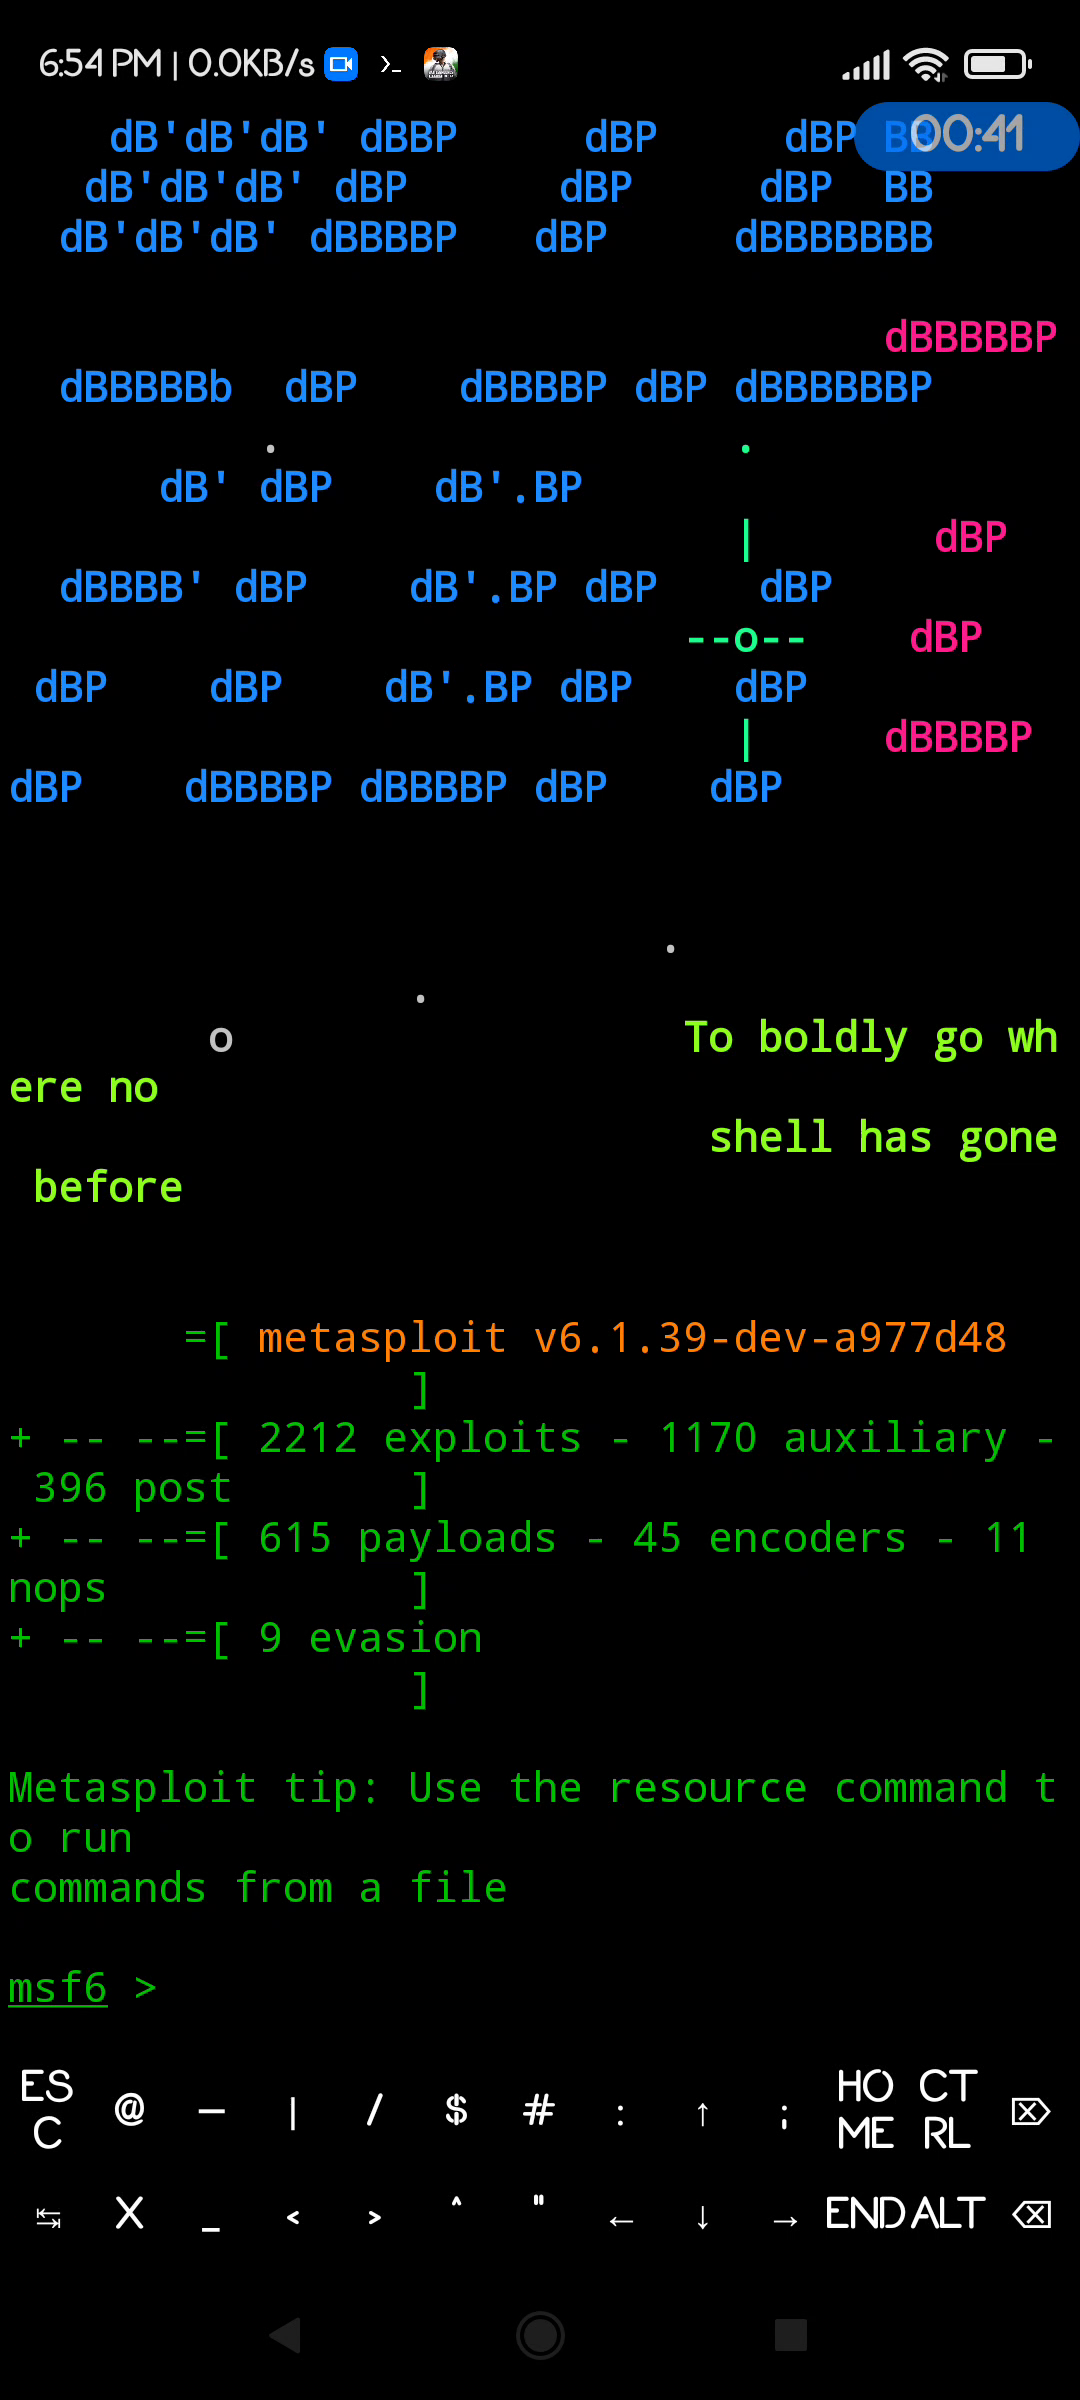 6:54 PM | 0.0KB/s
00:41
dB'dB'dB' dBBP      dBP      dBP BB
dB'dB'dB' dBP      dBP      dBP  BB
dB'dB'dB' dBBBBP   dBP      dBBBBBBB
dBBBBBP
dBBBBBb  dBP    dBBBBP dBP dBBBBBBP
.                  .
dB' dBP    dB'.BP
|       dBP
dBBBB' dBP    dB'.BP dBP    dBP
--o--    dBP
dBP    dBP    dB'.BP dBP    dBP
|     dBBBBP
dBP    dBBBBP dBBBBP dBP    dBP
.
.
o                  To boldly go wh
ere no
shell has gone
before
=[ metasploit v6.1.39-dev-a977d48
]
+ -- --=[ 2212 exploits - 1170 auxiliary -
396 post       ]
+ -- --=[ 615 payloads - 45 encoders - 11
nops            ]
+ -- --=[ 9 evasion
]
Metasploit tip: Use the resource command t
o run
commands from a file
msf6 >
ESC @ — | / $ # : ↑ ; HOME CTRL ⌦
↹ X _ < > ^ " ← ↓ → END ALT ⌫